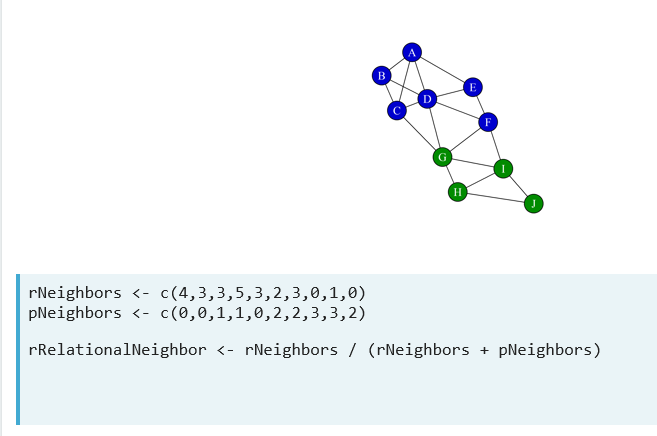 A
B
E
D
C
F
G
I
H
J
rNeighbors <- c(4,3,3,5,3,2,3,0,1,0)
pNeighbors <- c(0,0,1,1,0,2,2,3,3,2)
rRelationalNeighbor <- rNeighbors / (rNeighbors + pNeighbors)